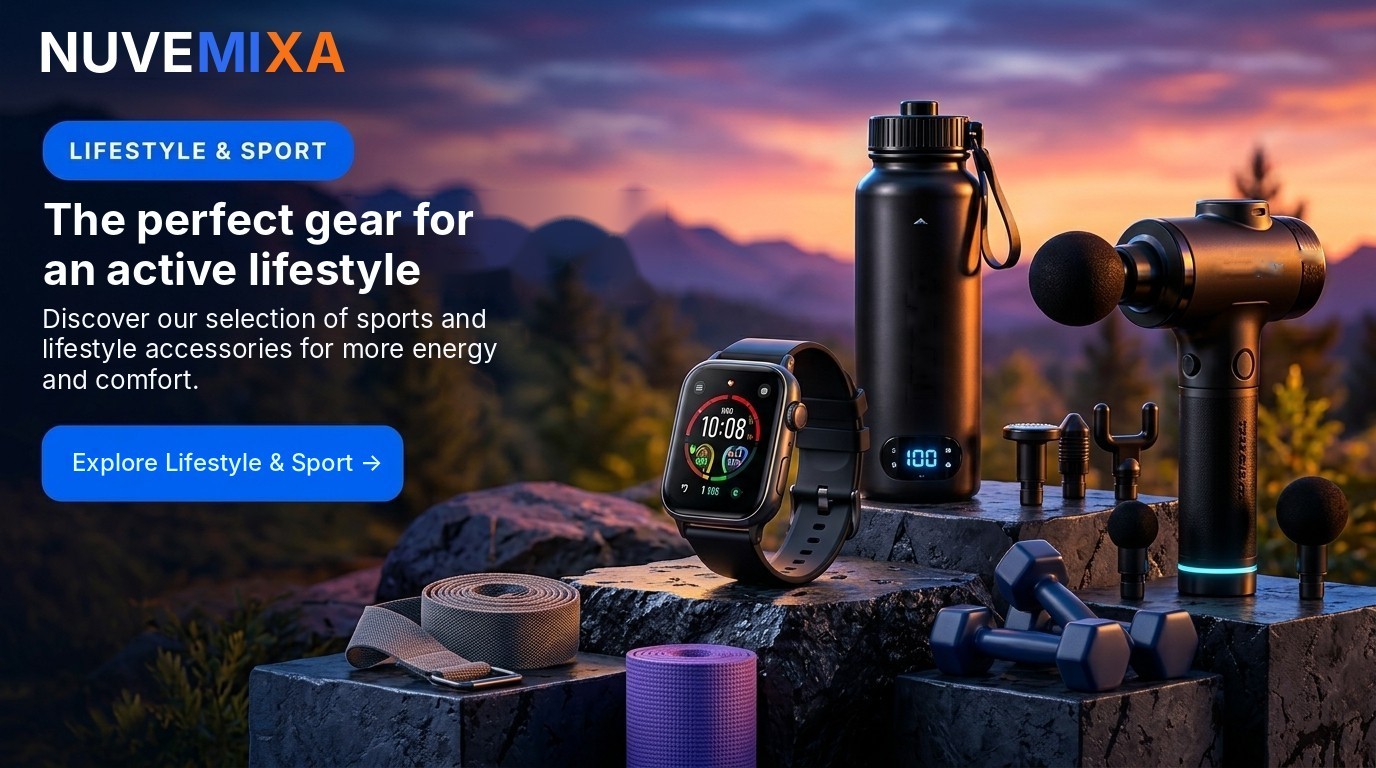 NUVEMIXA
LIFESTYLE & SPORT
The perfect gear for
an active lifestyle
Discover our selection of sports and
lifestyle accessories for more energy
and comfort.
Explore Lifestyle & Sport →
10:08
100